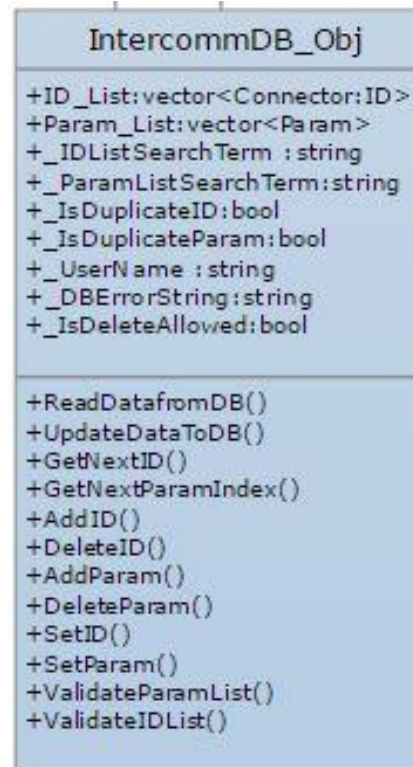 IntercommDB_Obj
+ID_List:vector<Connector:ID>
+Param_List:vector<Param>
+_IDListSearchTerm :string
+_ParamListSearchTerm:string
+_IsDuplicateID:bool
+_IsDuplicateParam:bool
+_UserName :string
+_DBErrorString:string
+_IsDeleteAllowed:bool
+ReadDatafromDB()
+UpdateDataToDB()
+GetNextID()
+GetNextParamIndex()
+AddID()
+DeleteID()
+AddParam()
+DeleteParam()
+SetID()
+SetParam()
+ValidateParamList()
+ValidateIDList()